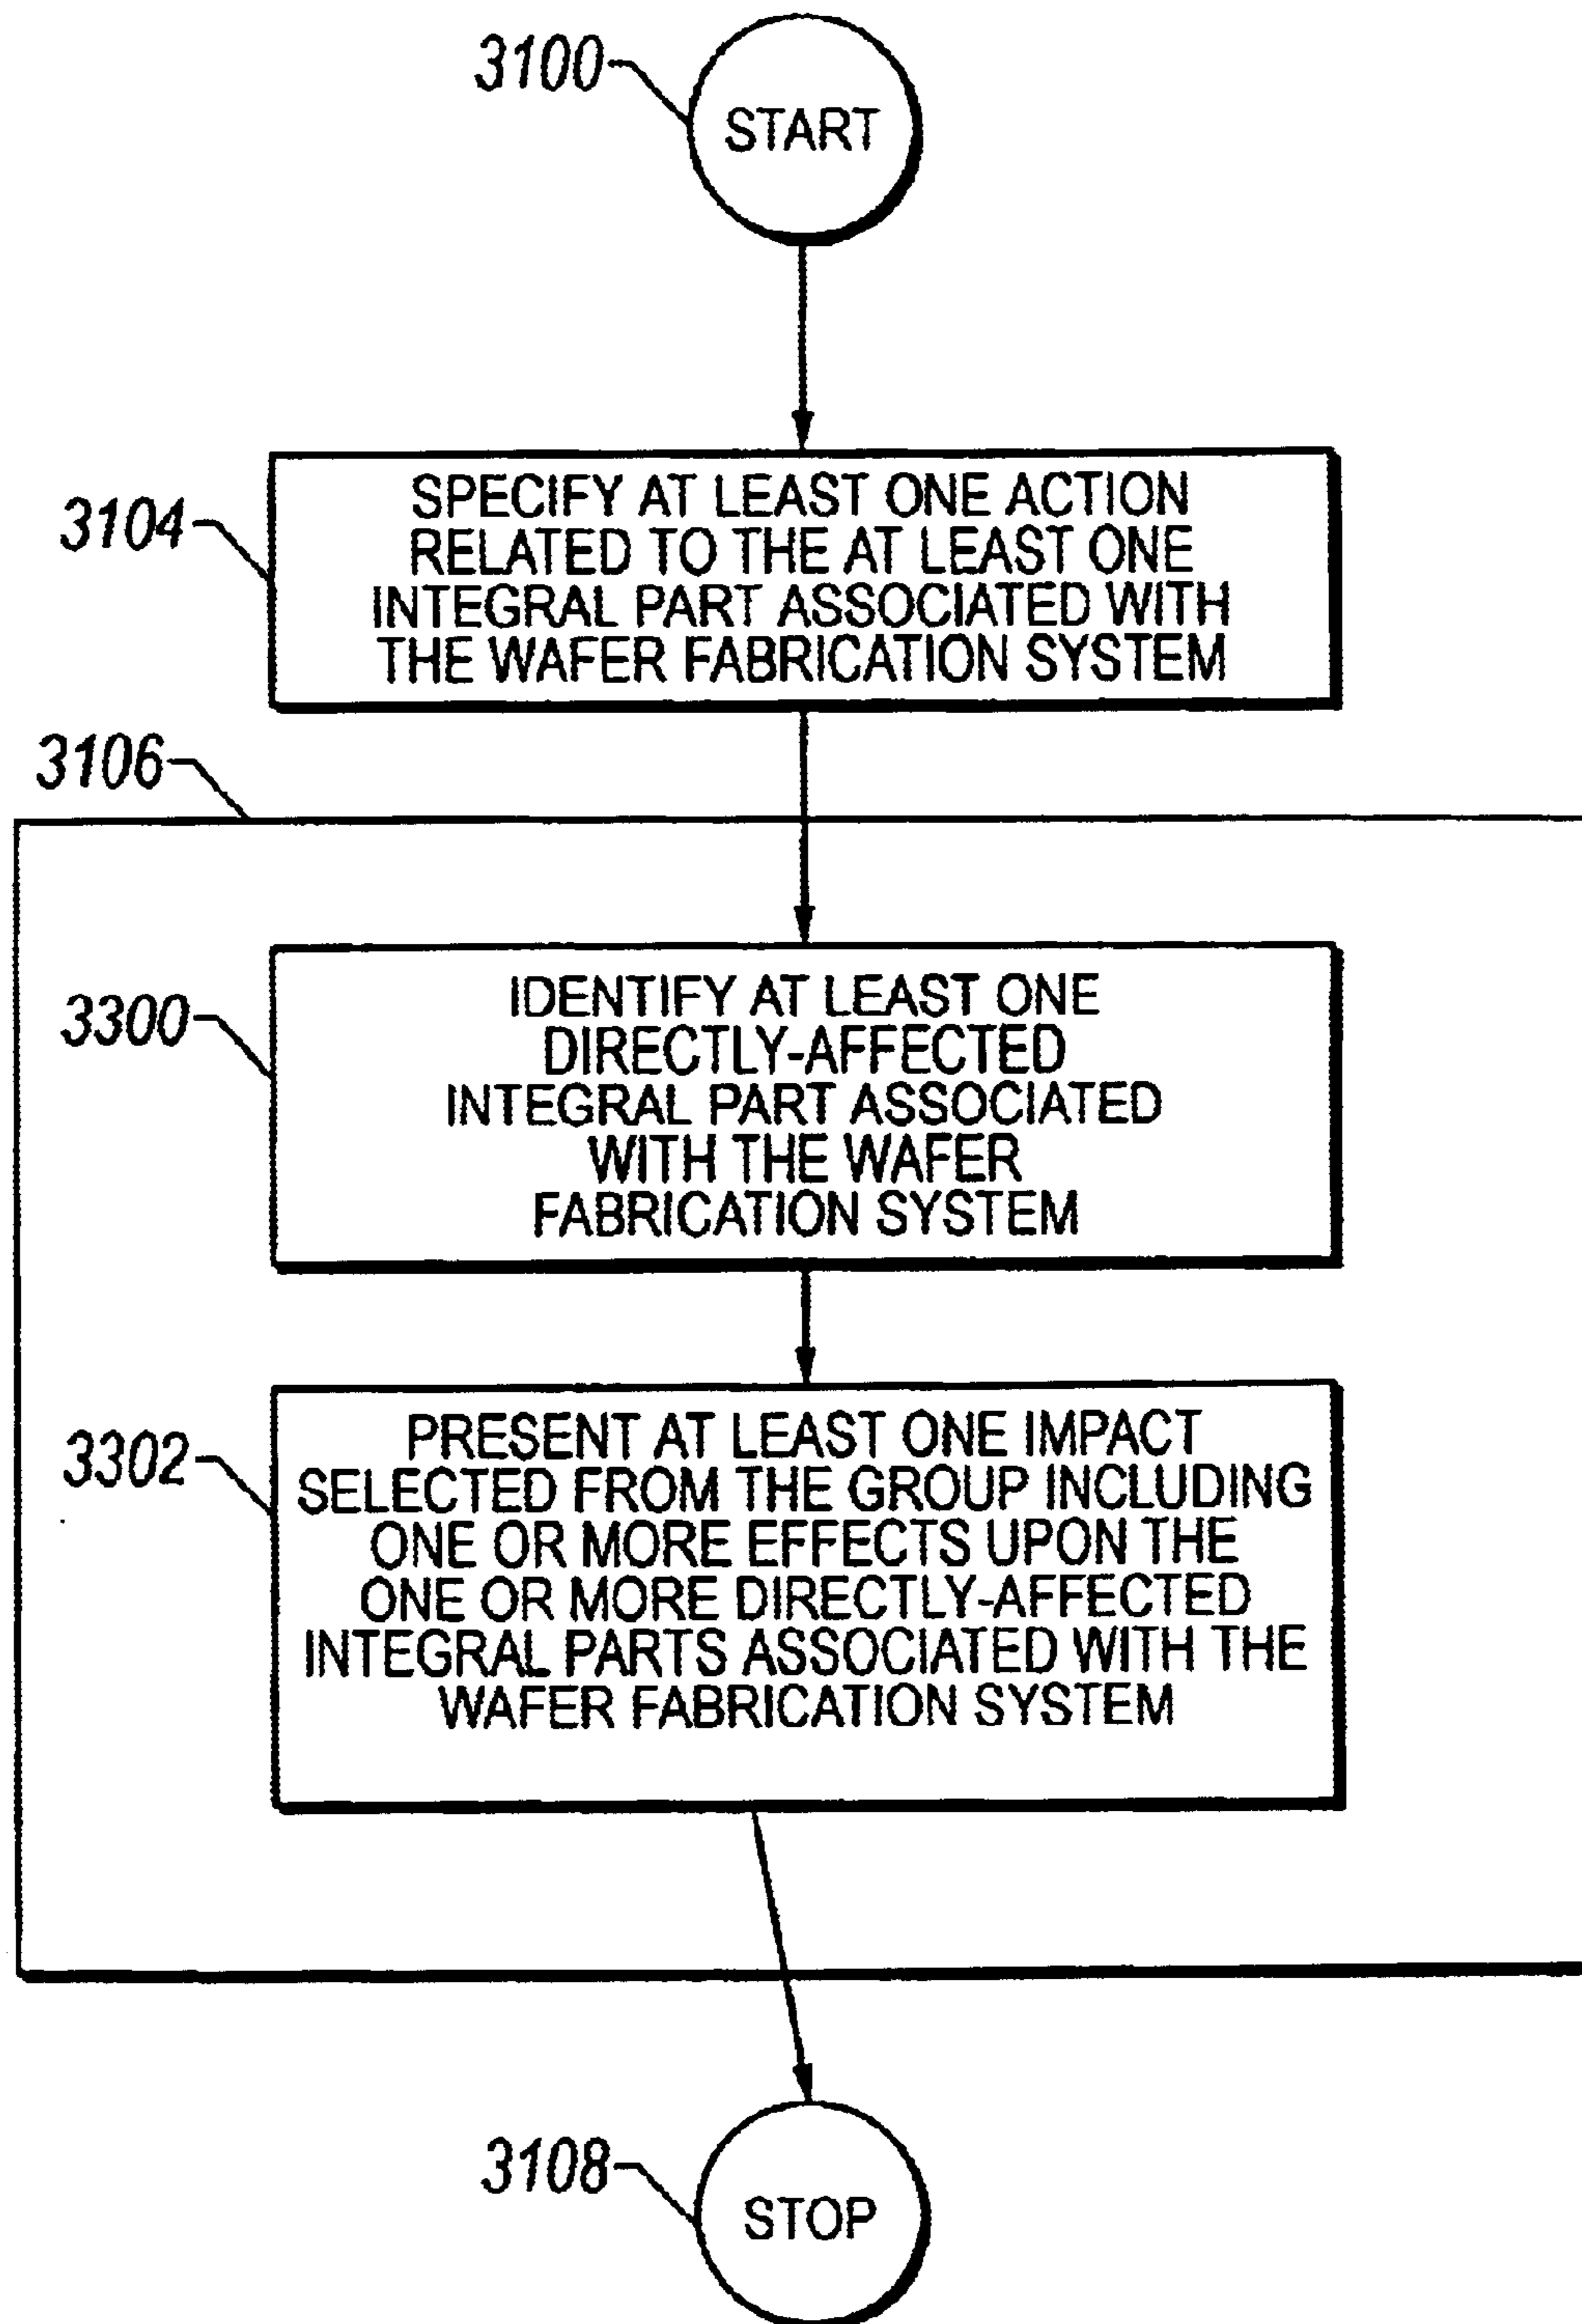 3100
START
3104
SPECIFY AT LEAST ONE ACTION
RELATED TO THE AT LEAST ONE
INTEGRAL PART ASSOCIATED WITH
THE WAFER FABRICATION SYSTEM
3106
3300
IDENTIFY AT LEAST ONE
DIRECTLY-AFFECTED
INTEGRAL PART ASSOCIATED
WITH THE WAFER
FABRICATION SYSTEM
3302
PRESENT AT LEAST ONE IMPACT
SELECTED FROM THE GROUP INCLUDING
ONE OR MORE EFFECTS UPON THE
ONE OR MORE DIRECTLY-AFFECTED
INTEGRAL PARTS ASSOCIATED WITH THE
WAFER FABRICATION SYSTEM
3108
STOP